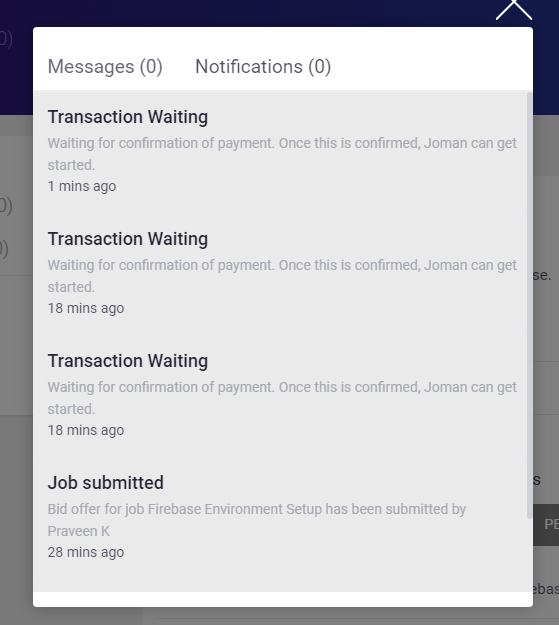 Messages (0) Notifications (0)
Transaction Waiting
Waiting for confirmation of payment. Once this is confirmed, Joman can get
started.
1 mins ago
Transaction Waiting
Waiting for confirmation of payment. Once this is confirmed, Joman can get
started.
18 mins ago
Transaction Waiting
Waiting for confirmation of payment. Once this is confirmed, Joman can get
started.
18 mins ago
Job submitted
Bid offer for job Firebase Environment Setup has been submitted by
Praveen K
28 mins ago